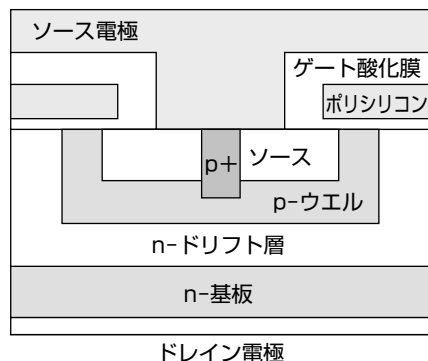 ソース電極
ゲート酸化膜
ポリシリコン
p+
ソース
p-ウエル
n-ドリフト層
n-基板
ドレイン電極